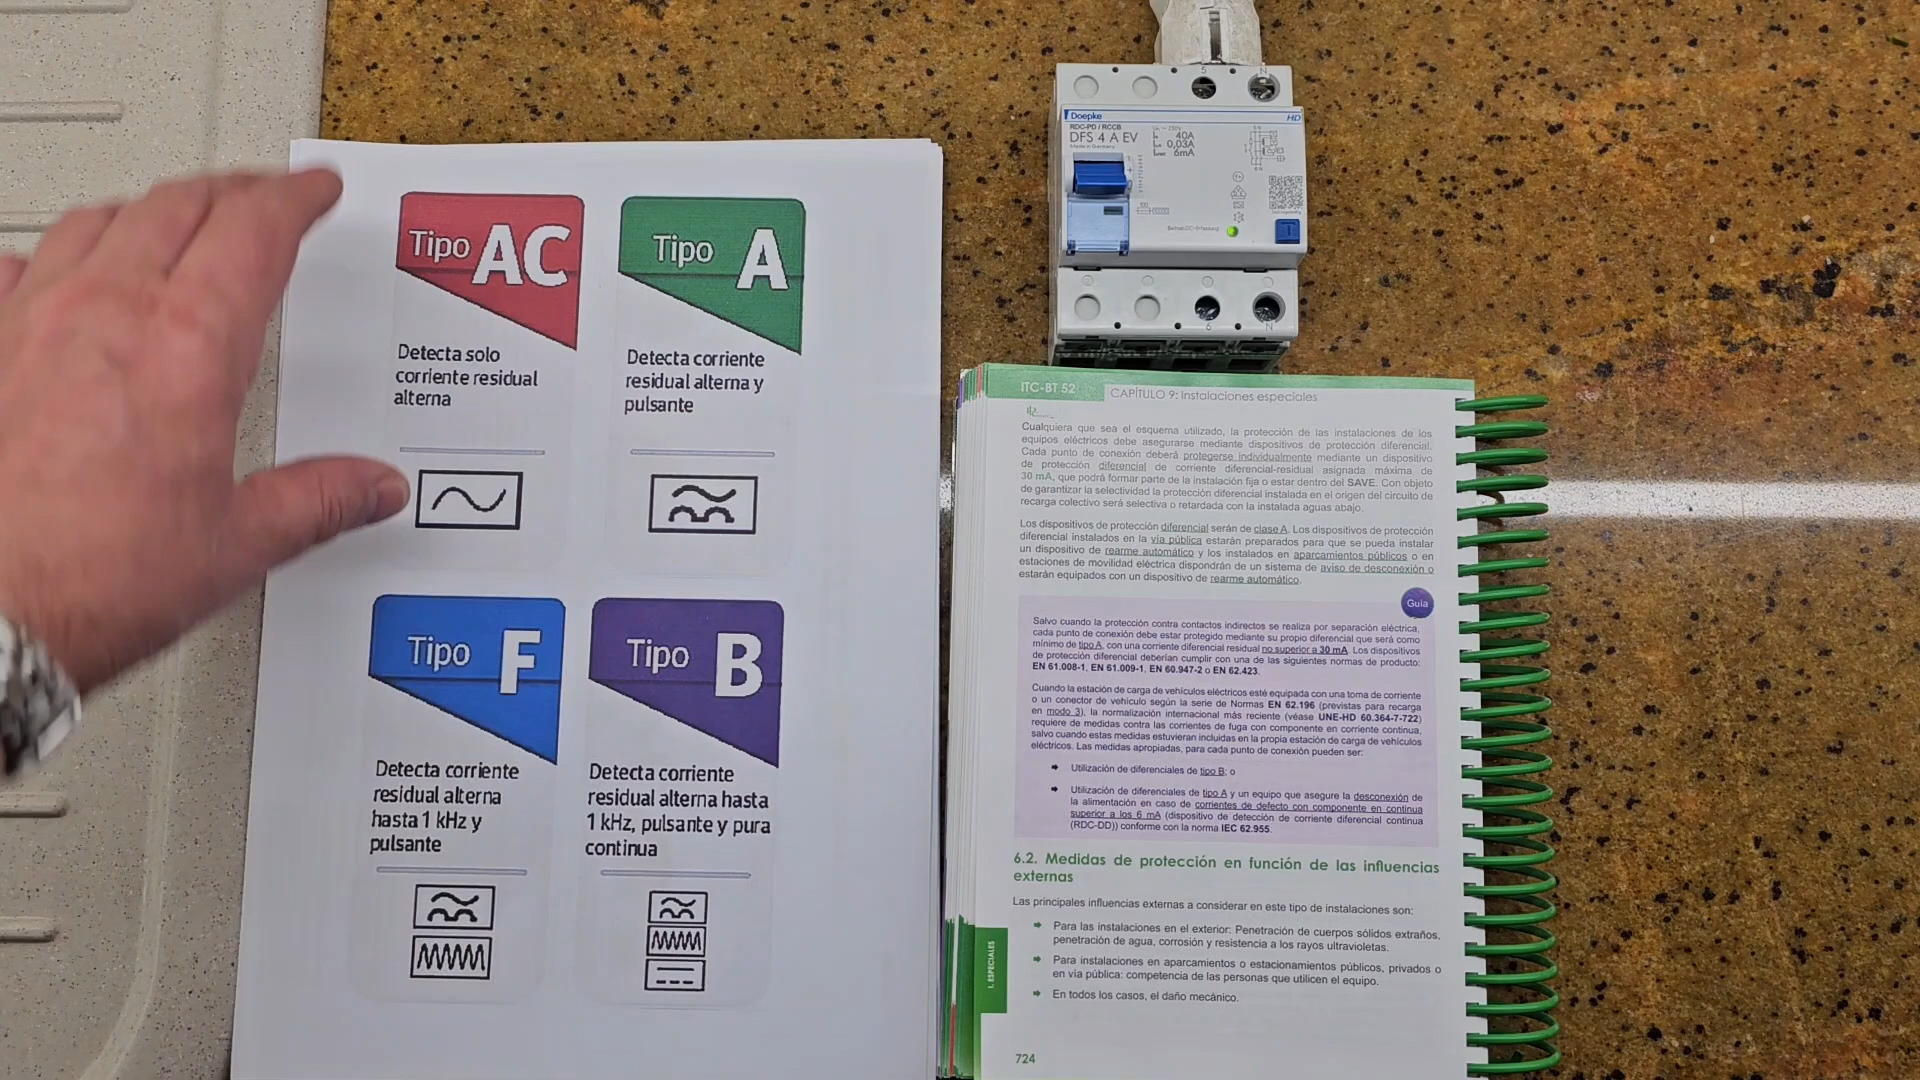 Tipo AC
Detecta solo
corriente residual
alterna
Tipo A
Detecta corriente
residual alterna y
pulsante
Tipo F
Detecta corriente
residual alterna
hasta 1 kHz y
pulsante
Tipo B
Detecta corriente
residual alterna hasta
1 kHz, pulsante y pura
continua
5
N
Doepke
HD
RDC-PD / RCCB
DFS 4 A EV
Made in Germany
40A
0,03A
6mA
6
N
ITC-BT 52
CAPÍTULO 9: Instalaciones especiales
Cualquiera que sea el esquema utilizado, la protección de las instalaciones de los
equipos eléctricos debe asegurarse mediante dispositivos de protección diferencial.
Cada punto de conexión deberá protegerse individualmente mediante un dispositivo
de protección diferencial de corriente diferencial-residual asignada máxima de
30 mA, que podrá formar parte de la instalación fija o estar dentro del SAVE. Con objeto
de garantizar la selectividad la protección diferencial instalada en el origen del circuito de
recarga colectivo será selectiva o retardada con la instalada aguas abajo.
Los dispositivos de protección diferencial serán de clase A. Los dispositivos de protección
diferencial instalados en la vía pública estarán preparados para que se pueda instalar
un dispositivo de rearme automático y los instalados en aparcamientos públicos o en
estaciones de movilidad eléctrica dispondrán de un sistema de aviso de desconexión o
estarán equipados con un dispositivo de rearme automático.
Guía
Salvo cuando la protección contra contactos indirectos se realiza por separación eléctrica,
cada punto de conexión debe estar protegido mediante su propio diferencial que será como
mínimo de tipo A, con una corriente diferencial residual no superior a 30 mA. Los dispositivos
de protección diferencial deberían cumplir con una de las siguientes normas de producto:
EN 61.008-1, EN 61.009-1, EN 60.947-2 o EN 62.423.
Cuando la estación de carga de vehículos eléctricos esté equipada con una toma de corriente
o un conector de vehículo según la serie de Normas EN 62.196 (previstas para recarga
en modo 3), la normalización internacional más reciente (véase UNE-HD 60.364-7-722)
requiere de medidas contra las corrientes de fuga con componente en corriente continua,
salvo cuando estas medidas estuvieran incluidas en la propia estación de carga de vehículos
eléctricos. Las medidas apropiadas, para cada punto de conexión pueden ser:
Utilización de diferenciales de tipo B; o
Utilización de diferenciales de tipo A y un equipo que asegure la desconexión de
la alimentación en caso de corrientes de defecto con componente en continua
superior a los 6 mA (dispositivo de detección de corriente diferencial continua
(RDC-DD)) conforme con la norma IEC 62.955.
6.2. Medidas de protección en función de las influencias
externas
Las principales influencias externas a considerar en este tipo de instalaciones son:
Para las instalaciones en el exterior: Penetración de cuerpos sólidos extraños,
penetración de agua, corrosión y resistencia a los rayos ultravioletas.
Para instalaciones en aparcamientos o estacionamientos públicos, privados o
en vía pública: competencia de las personas que utilicen el equipo.
En todos los casos, el daño mecánico.
I. ESPECIALES
724